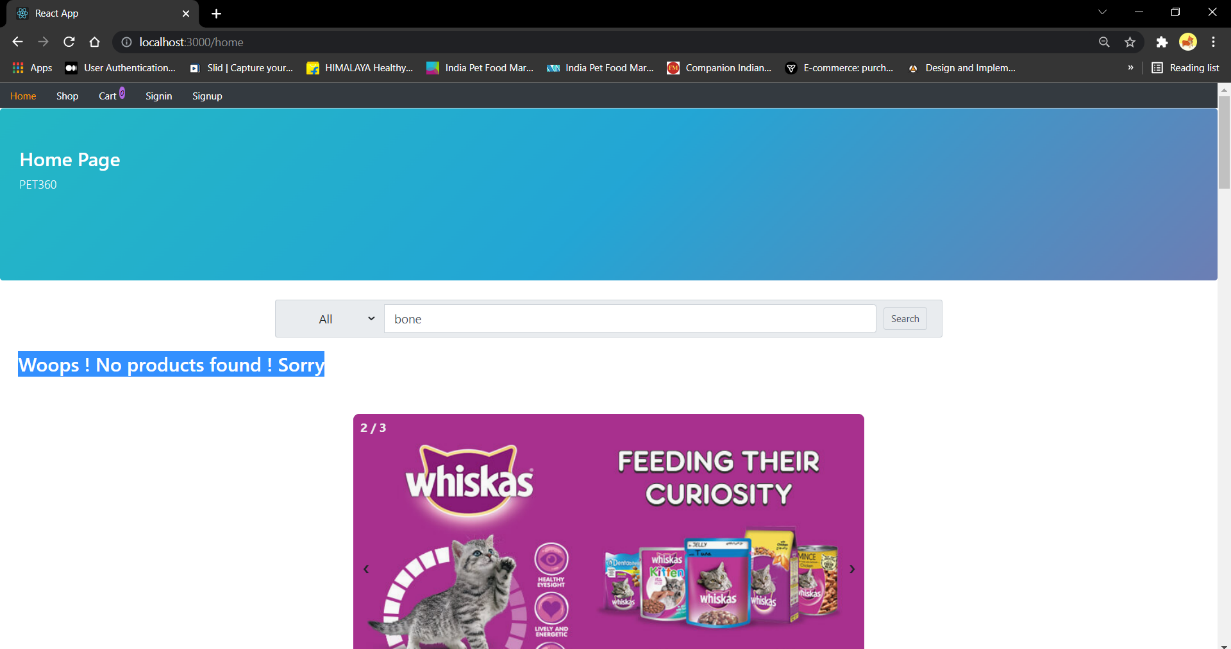 React App
localhost:3000/home
Apps User Authentication... Slid | Capture your... HIMALAYA Healthy... India Pet Food Mar... India Pet Food Mar... Companion Indian... E-commerce: purch... Design and Implem... » Reading list
Home Shop Cart 0 Signin Signup
Home Page
PET360
All bone Search
Woops ! No products found ! Sorry
2 / 3
whiskas
FEEDING THEIR
CURIOSITY
HEALTHY
EYESIGHT
LIVELY AND
ENERGETIC
JELLY
Tuna
whiskas
Kitten
whiskas
whiskas
whiskas